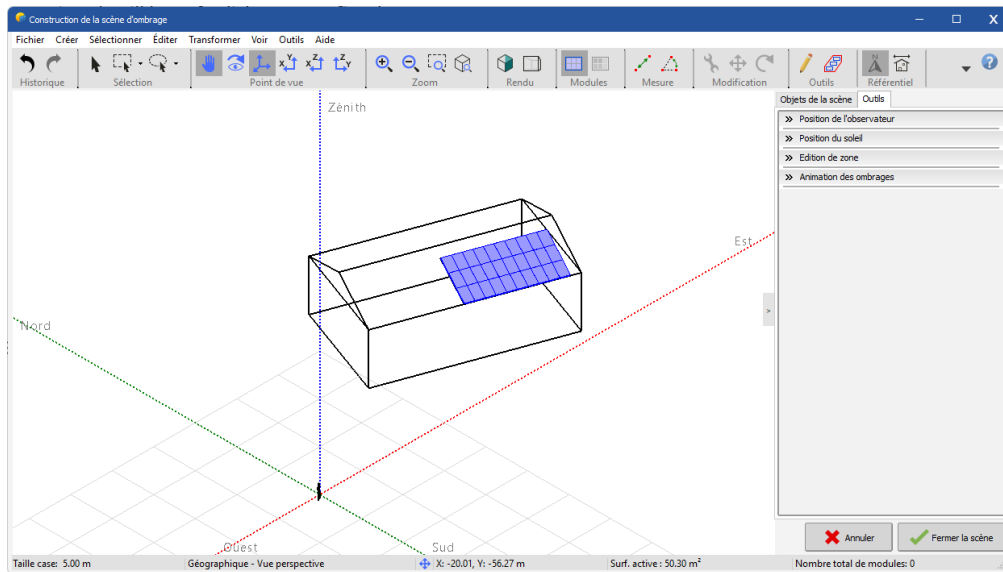 Construction de la scène d'ombrage
Fichier Créer Sélectionner Éditer Transformer Voir Outils Aide
Historique Sélection Point de vue Zoom Rendu Modules Mesure Modification Outils Référentiel
Objets de la scène Outils
Position de l'observateur
Position du soleil
Edition de zone
Animation des ombrages
Zénith
Est
Nord
Ouest
Sud
Annuler Fermer la scène
Taille case: 5.00 m Géographique - Vue perspective X: -20.01, Y: -56.27 m Surf. active : 50.30 m² Nombre total de modules: 0